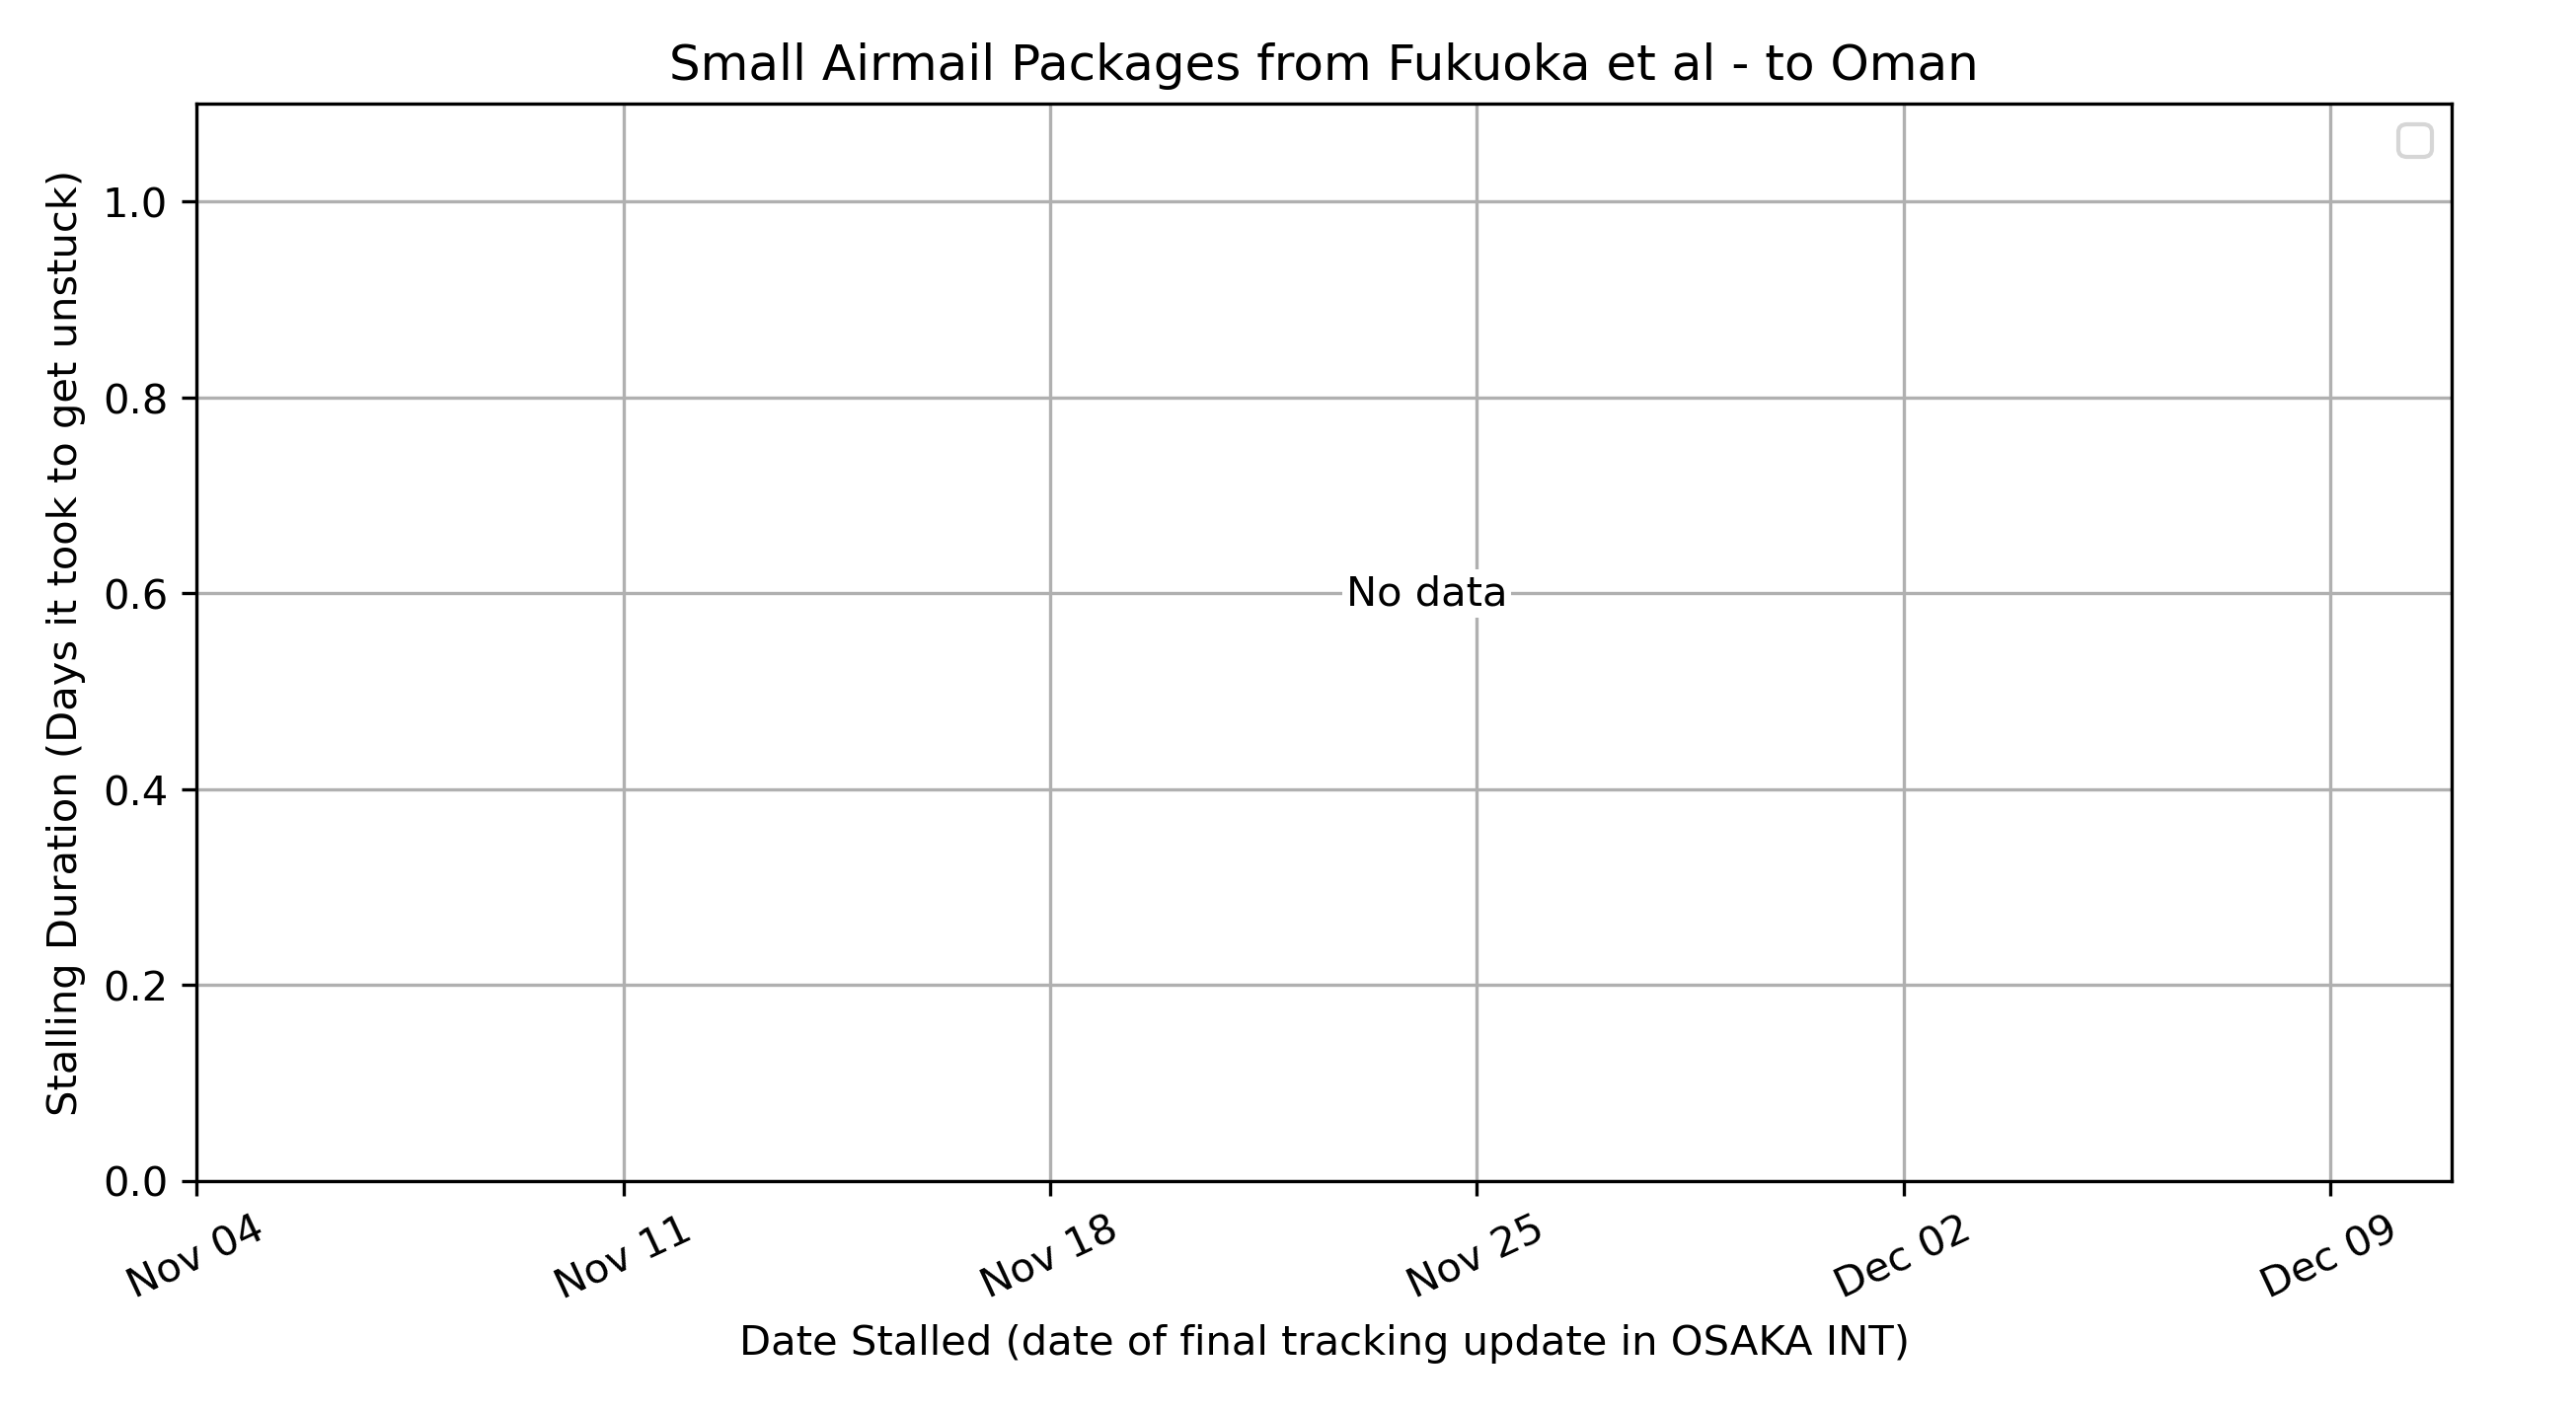 Small Airmail Packages from Fukuoka et al - to Oman
Stalling Duration (Days it took to get unstuck)
1.0
0.8
0.6
0.4
0.2
0.0
No data
Nov 04
Nov 11
Nov 18
Nov 25
Dec 02
Dec 09
Date Stalled (date of final tracking update in OSAKA INT)